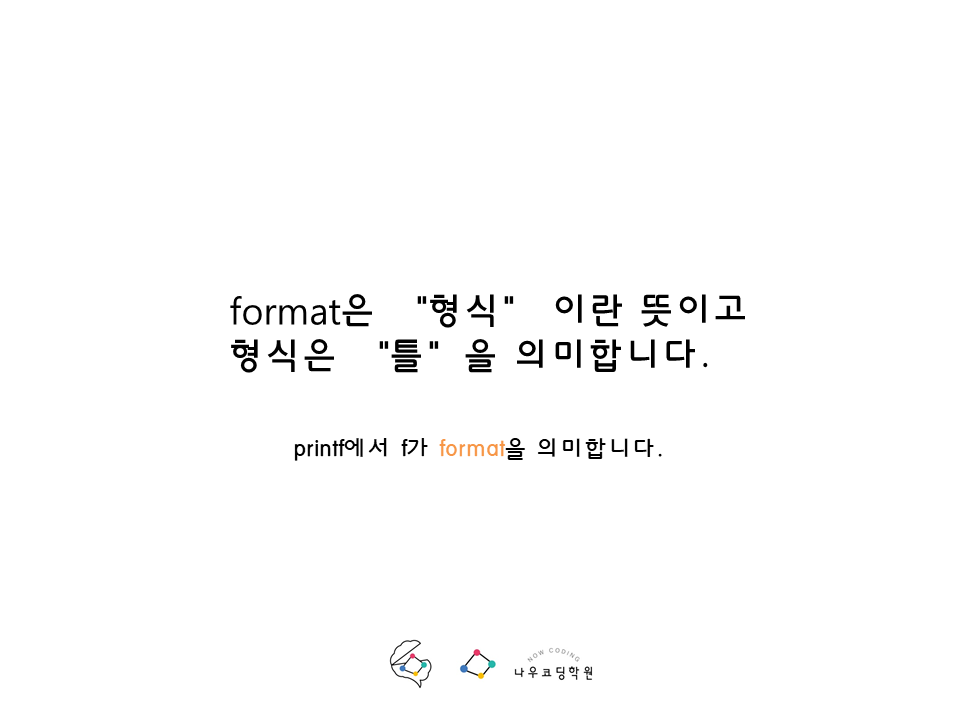 format은 "형식" 이란 뜻이고
형식은 "틀" 을 의미합니다.
printf에서 f가 format을 의미합니다.
NOW CODING
나우코딩학원